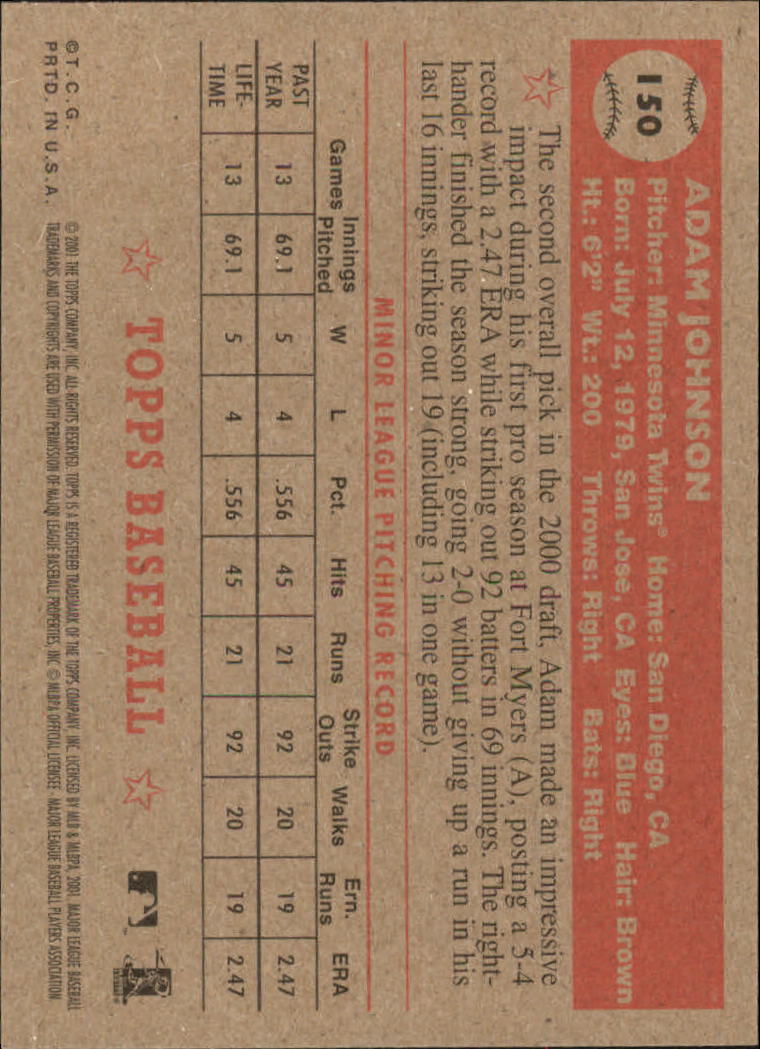 150
ADAM JOHNSON
Pitcher: Minnesota Twins® Home: San Diego, CA
Born: July 12, 1979, San Jose, CA Eyes: Blue Hair: Brown
Ht.: 6'2" Wt.: 200 Throws: Right Bats: Right
The second overall pick in the 2000 draft, Adam made an impressive
impact during his first pro season at Fort Myers (A), posting a 5-4
record with a 2.47 ERA while striking out 92 batters in 69 innings. The right-
hander finished the season strong, going 2-0 without giving up a run in his
last 16 innings, striking out 19 (including 13 in one game).
MINOR LEAGUE PITCHING RECORD
Games Innings Pitched W L Pct. Hits Runs Strike Outs Walks Ern. Runs ERA
PAST YEAR 13 69.1 5 4 .556 45 21 92 20 19 2.47
LIFE-TIME 13 69.1 5 4 .556 45 21 92 20 19 2.47
TOPPS BASEBALL
©T.C.G. © 2001 THE TOPPS COMPANY, INC. ALL RIGHTS RESERVED. TOPPS IS A REGISTERED TRADEMARK OF THE TOPPS COMPANY, INC. LICENSED BY MLB & MLBPA, 2001. MAJOR LEAGUE BASEBALL
PRTD. IN U.S.A. TRADEMARKS AND COPYRIGHTS ARE USED WITH PERMISSION OF MAJOR LEAGUE BASEBALL PROPERTIES, INC. © MLBPA OFFICIAL LICENSEE - MAJOR LEAGUE BASEBALL PLAYERS ASSOCIATION